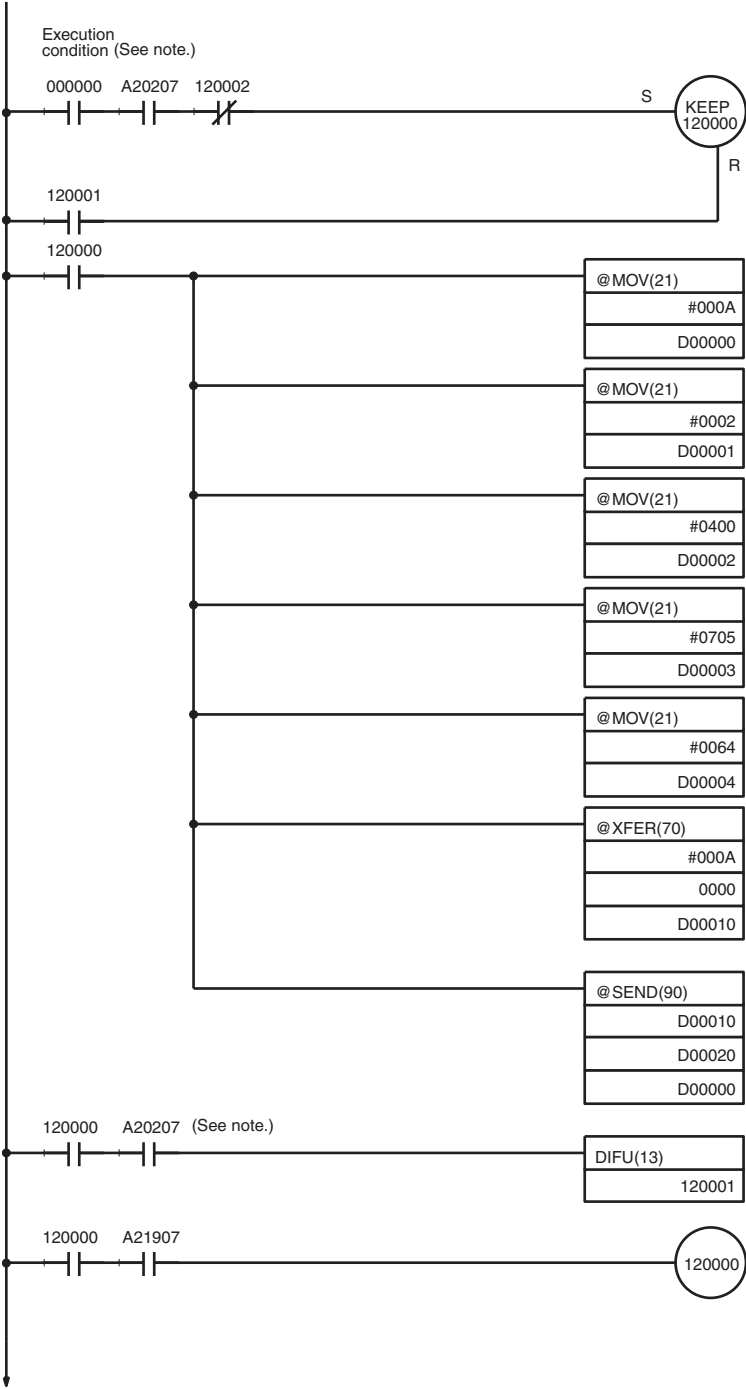 Execution
condition (See note.)
000000 A20207 120002
S
KEEP
120000
R
120001
120000
@MOV(21)
#000A
D00000
@MOV(21)
#0002
D00001
@MOV(21)
#0400
D00002
@MOV(21)
#0705
D00003
@MOV(21)
#0064
D00004
@XFER(70)
#000A
0000
D00010
@SEND(90)
D00010
D00020
D00000
120000 A20207 (See note.)
DIFU(13)
120001
120000 A21907
120000